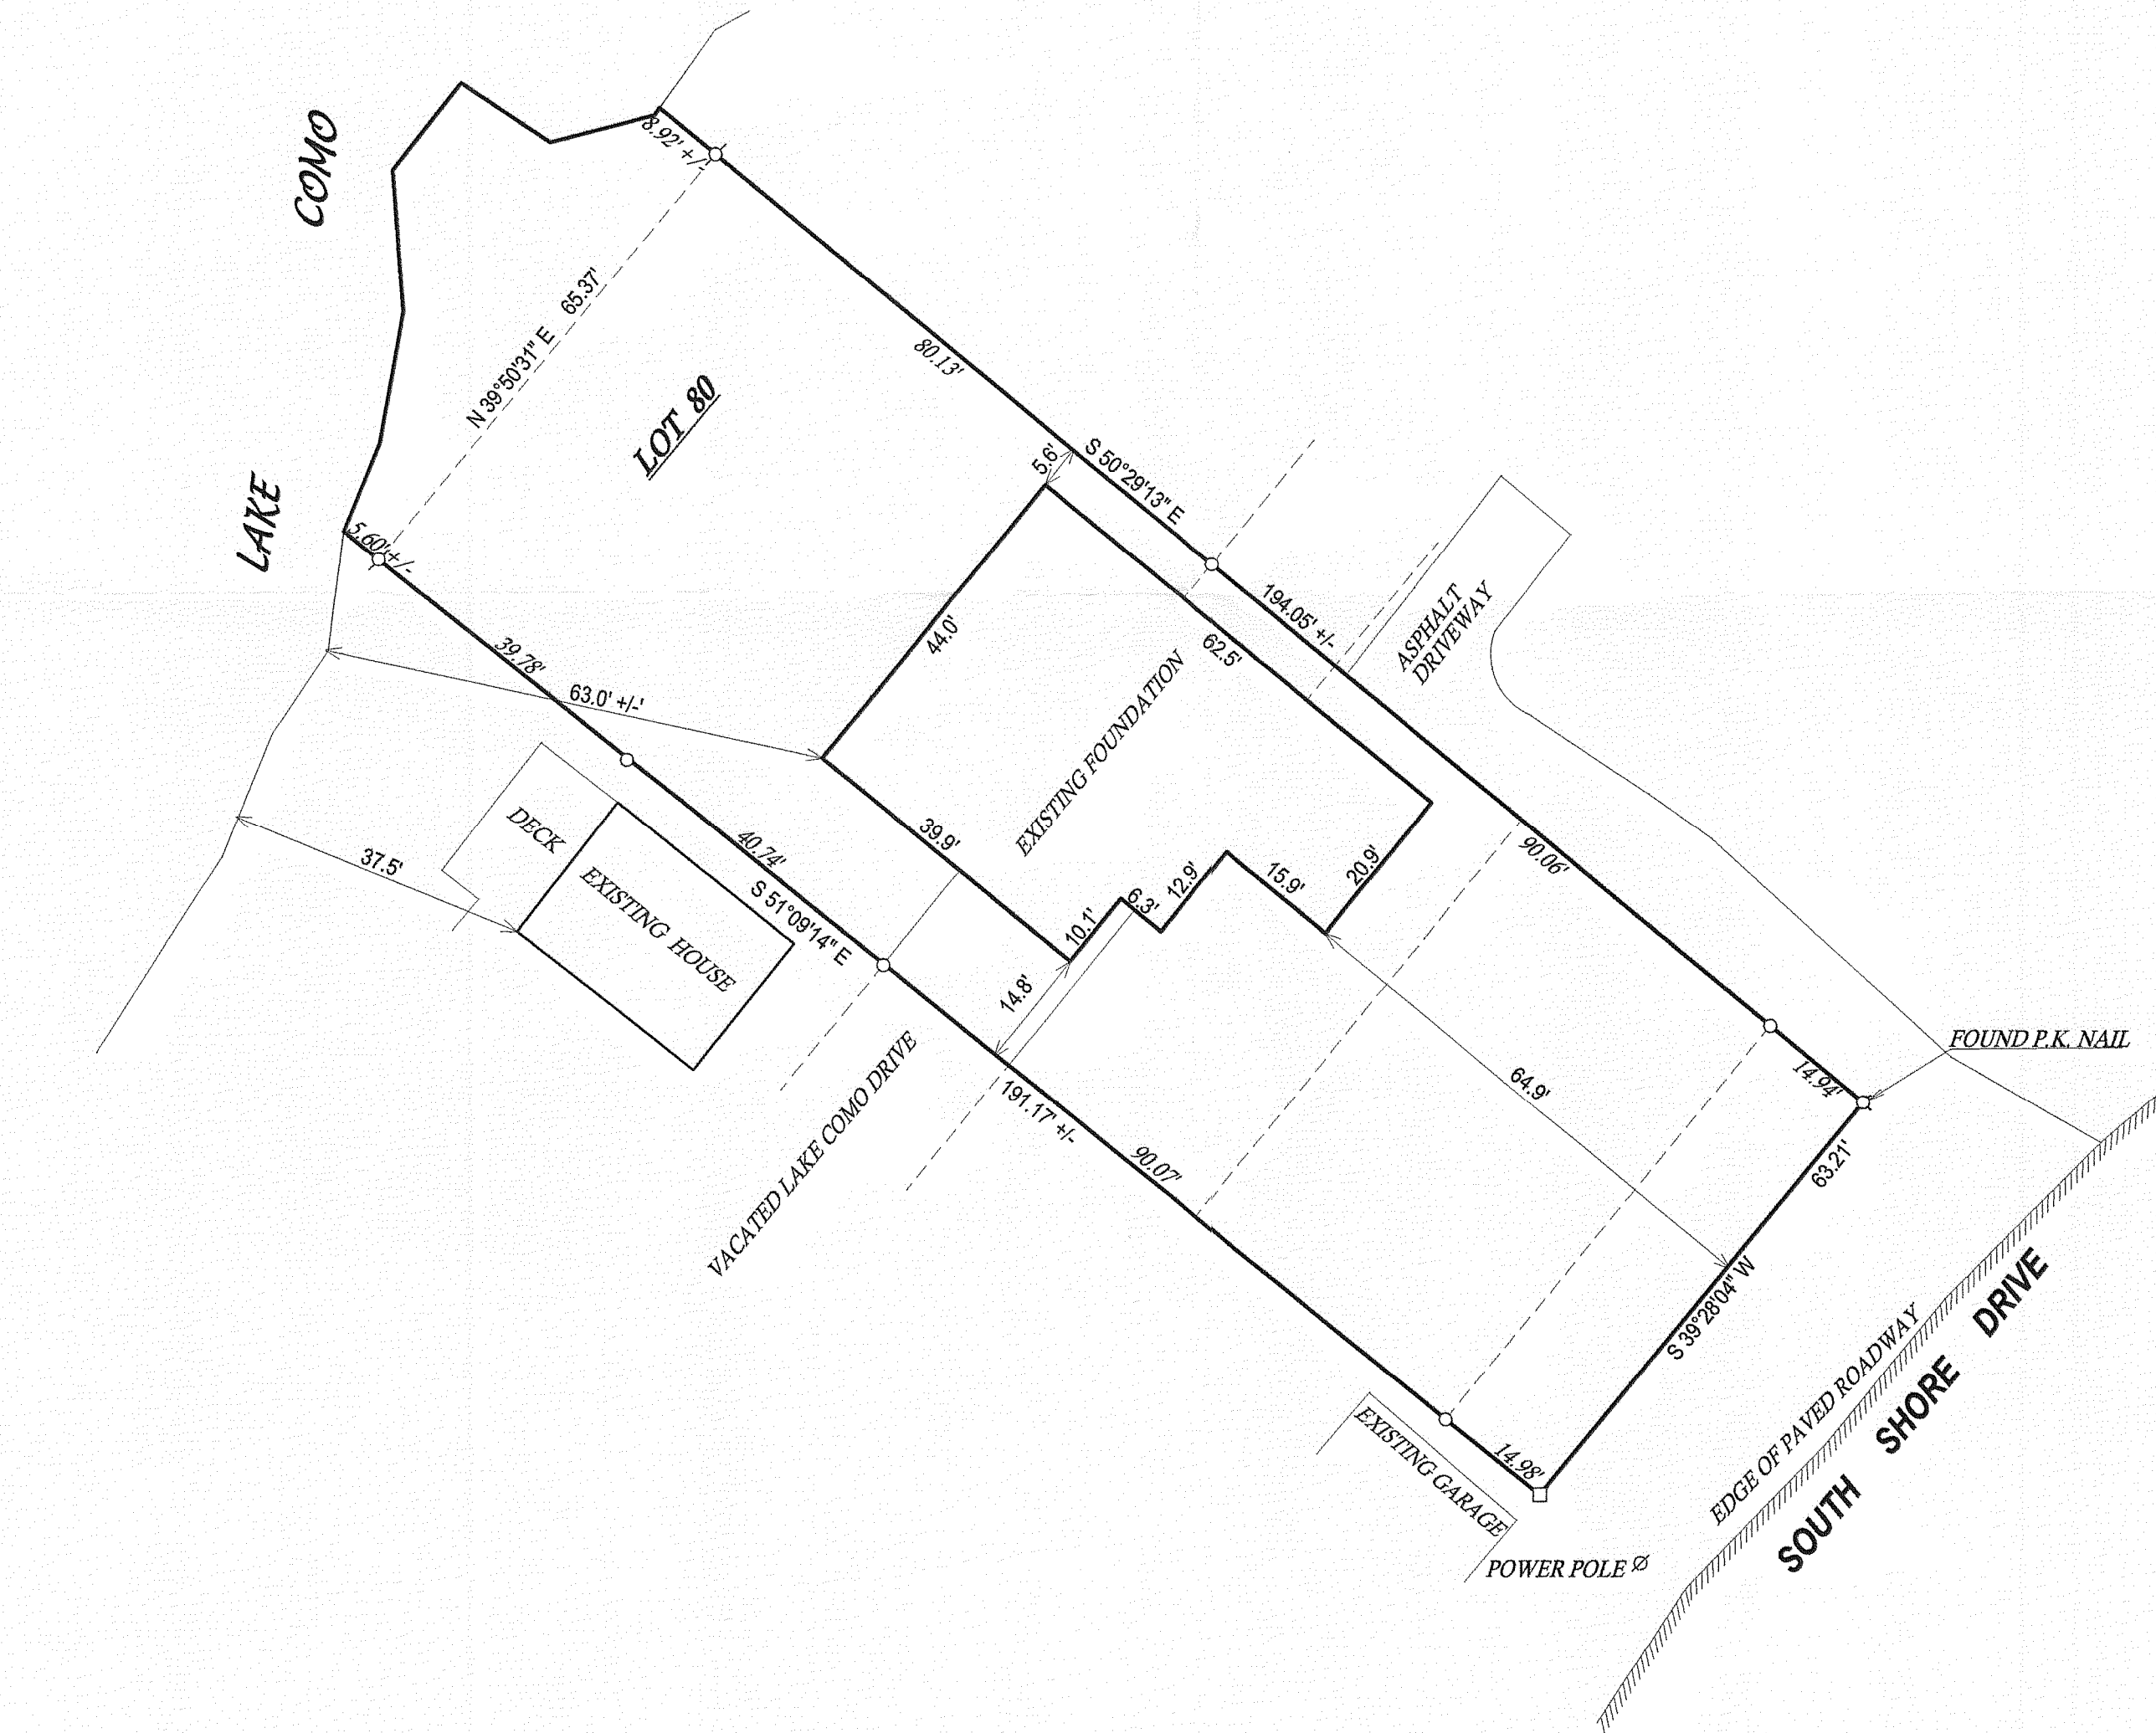 COMO
8.92' +/-
N 39°50'31" E 65.37'
80.13'
LOT 80
LAKE
5.60'+/-
5.6'
S 50°29'13" E
194.05' +/-
ASPHALT
DRIVEWAY
39.78'
63.0' +/-'
44.0'
62.5'
EXISTING FOUNDATION
DECK
37.5'
EXISTING HOUSE
40.74'
S 51°09'14" E
39.9'
10.1'
6.3'
12.9'
15.9'
20.9'
90.06'
14.8'
VACATED LAKE COMO DRIVE
191.17' +/-
90.07'
64.9'
FOUND P.K. NAIL
14.94'
63.21'
S 39°28'04" W
14.98'
EXISTING GARAGE
POWER POLE
EDGE OF PAVED ROADWAY
SOUTH SHORE DRIVE